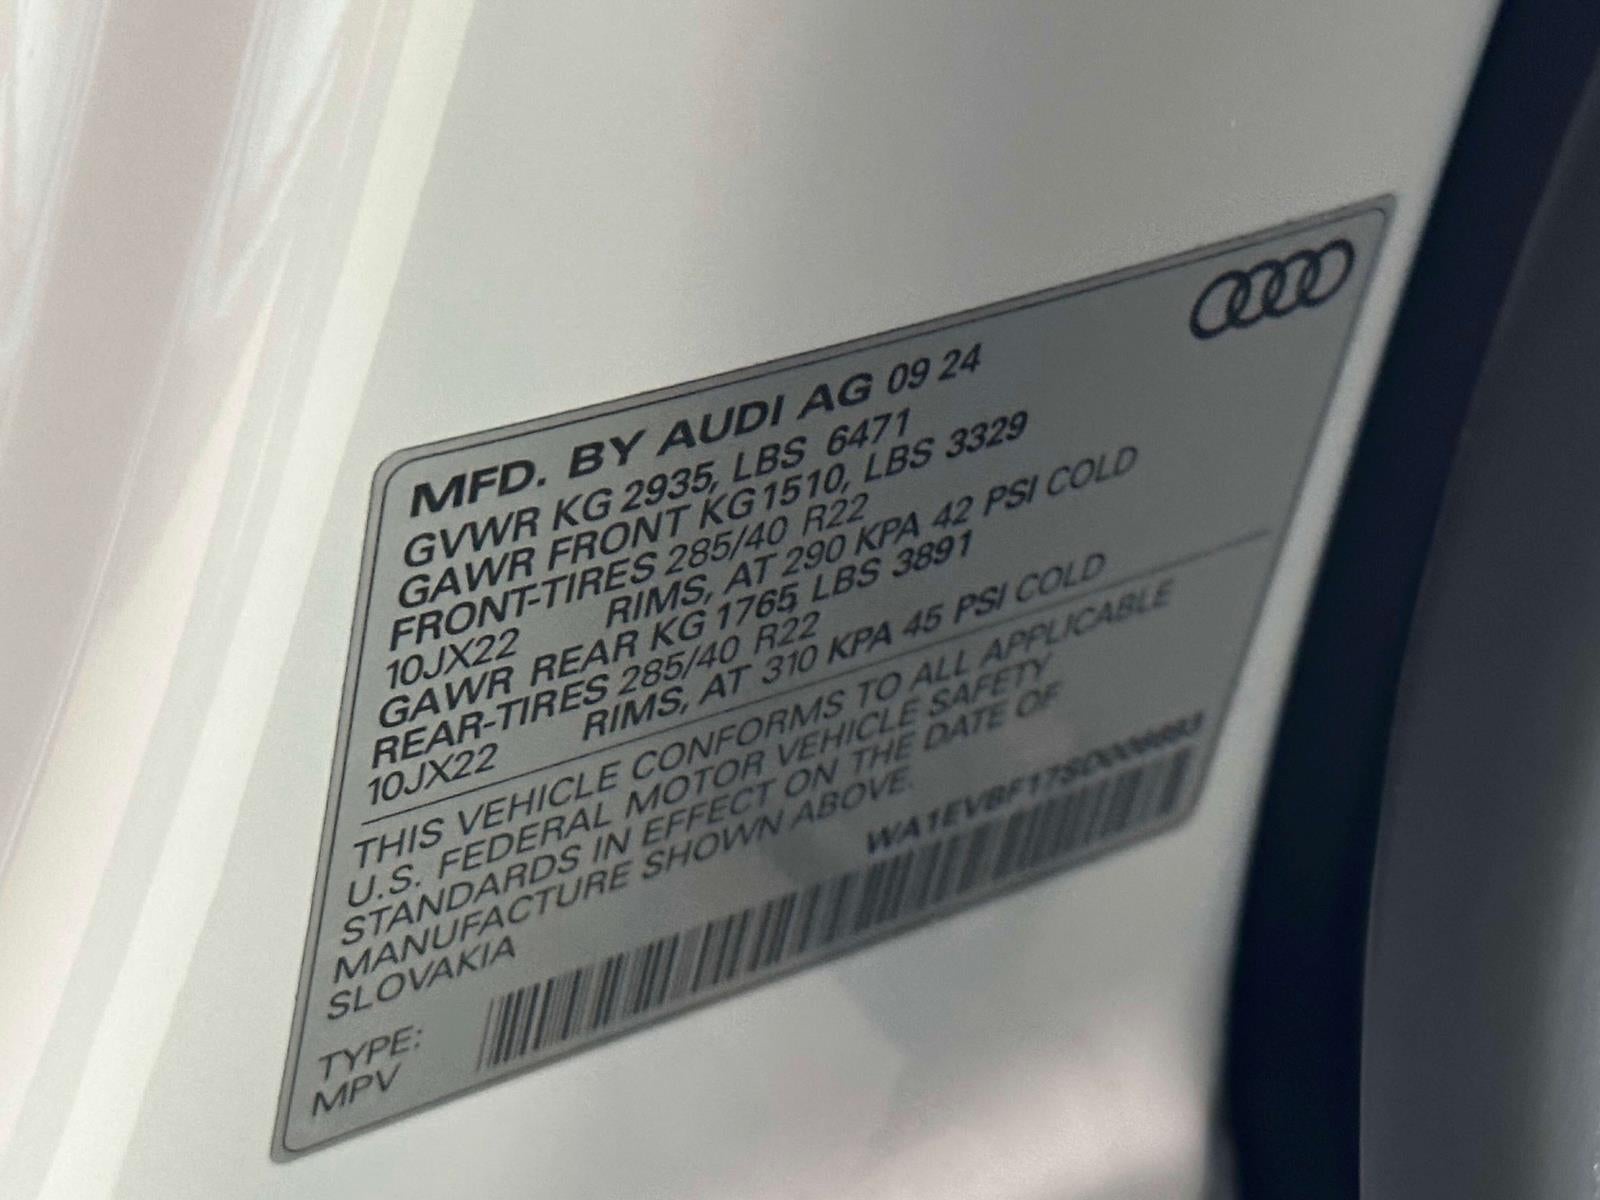 MFD. BY AUDI AG 09 24
GVWR KG 2935, LBS 6471
GAWR FRONT KG 1510, LBS 3329
FRONT-TIRES 285/40 R22
10JX22 RIMS, AT 290 KPA 42 PSI COLD
GAWR REAR KG 1765, LBS 3891
REAR-TIRES 285/40 R22
10JX22 RIMS, AT 310 KPA 45 PSI COLD
THIS VEHICLE CONFORMS TO ALL APPLICABLE
U.S. FEDERAL MOTOR VEHICLE SAFETY
STANDARDS IN EFFECT ON THE DATE OF
MANUFACTURE SHOWN ABOVE.
SLOVAKIA
TYPE:
MPV